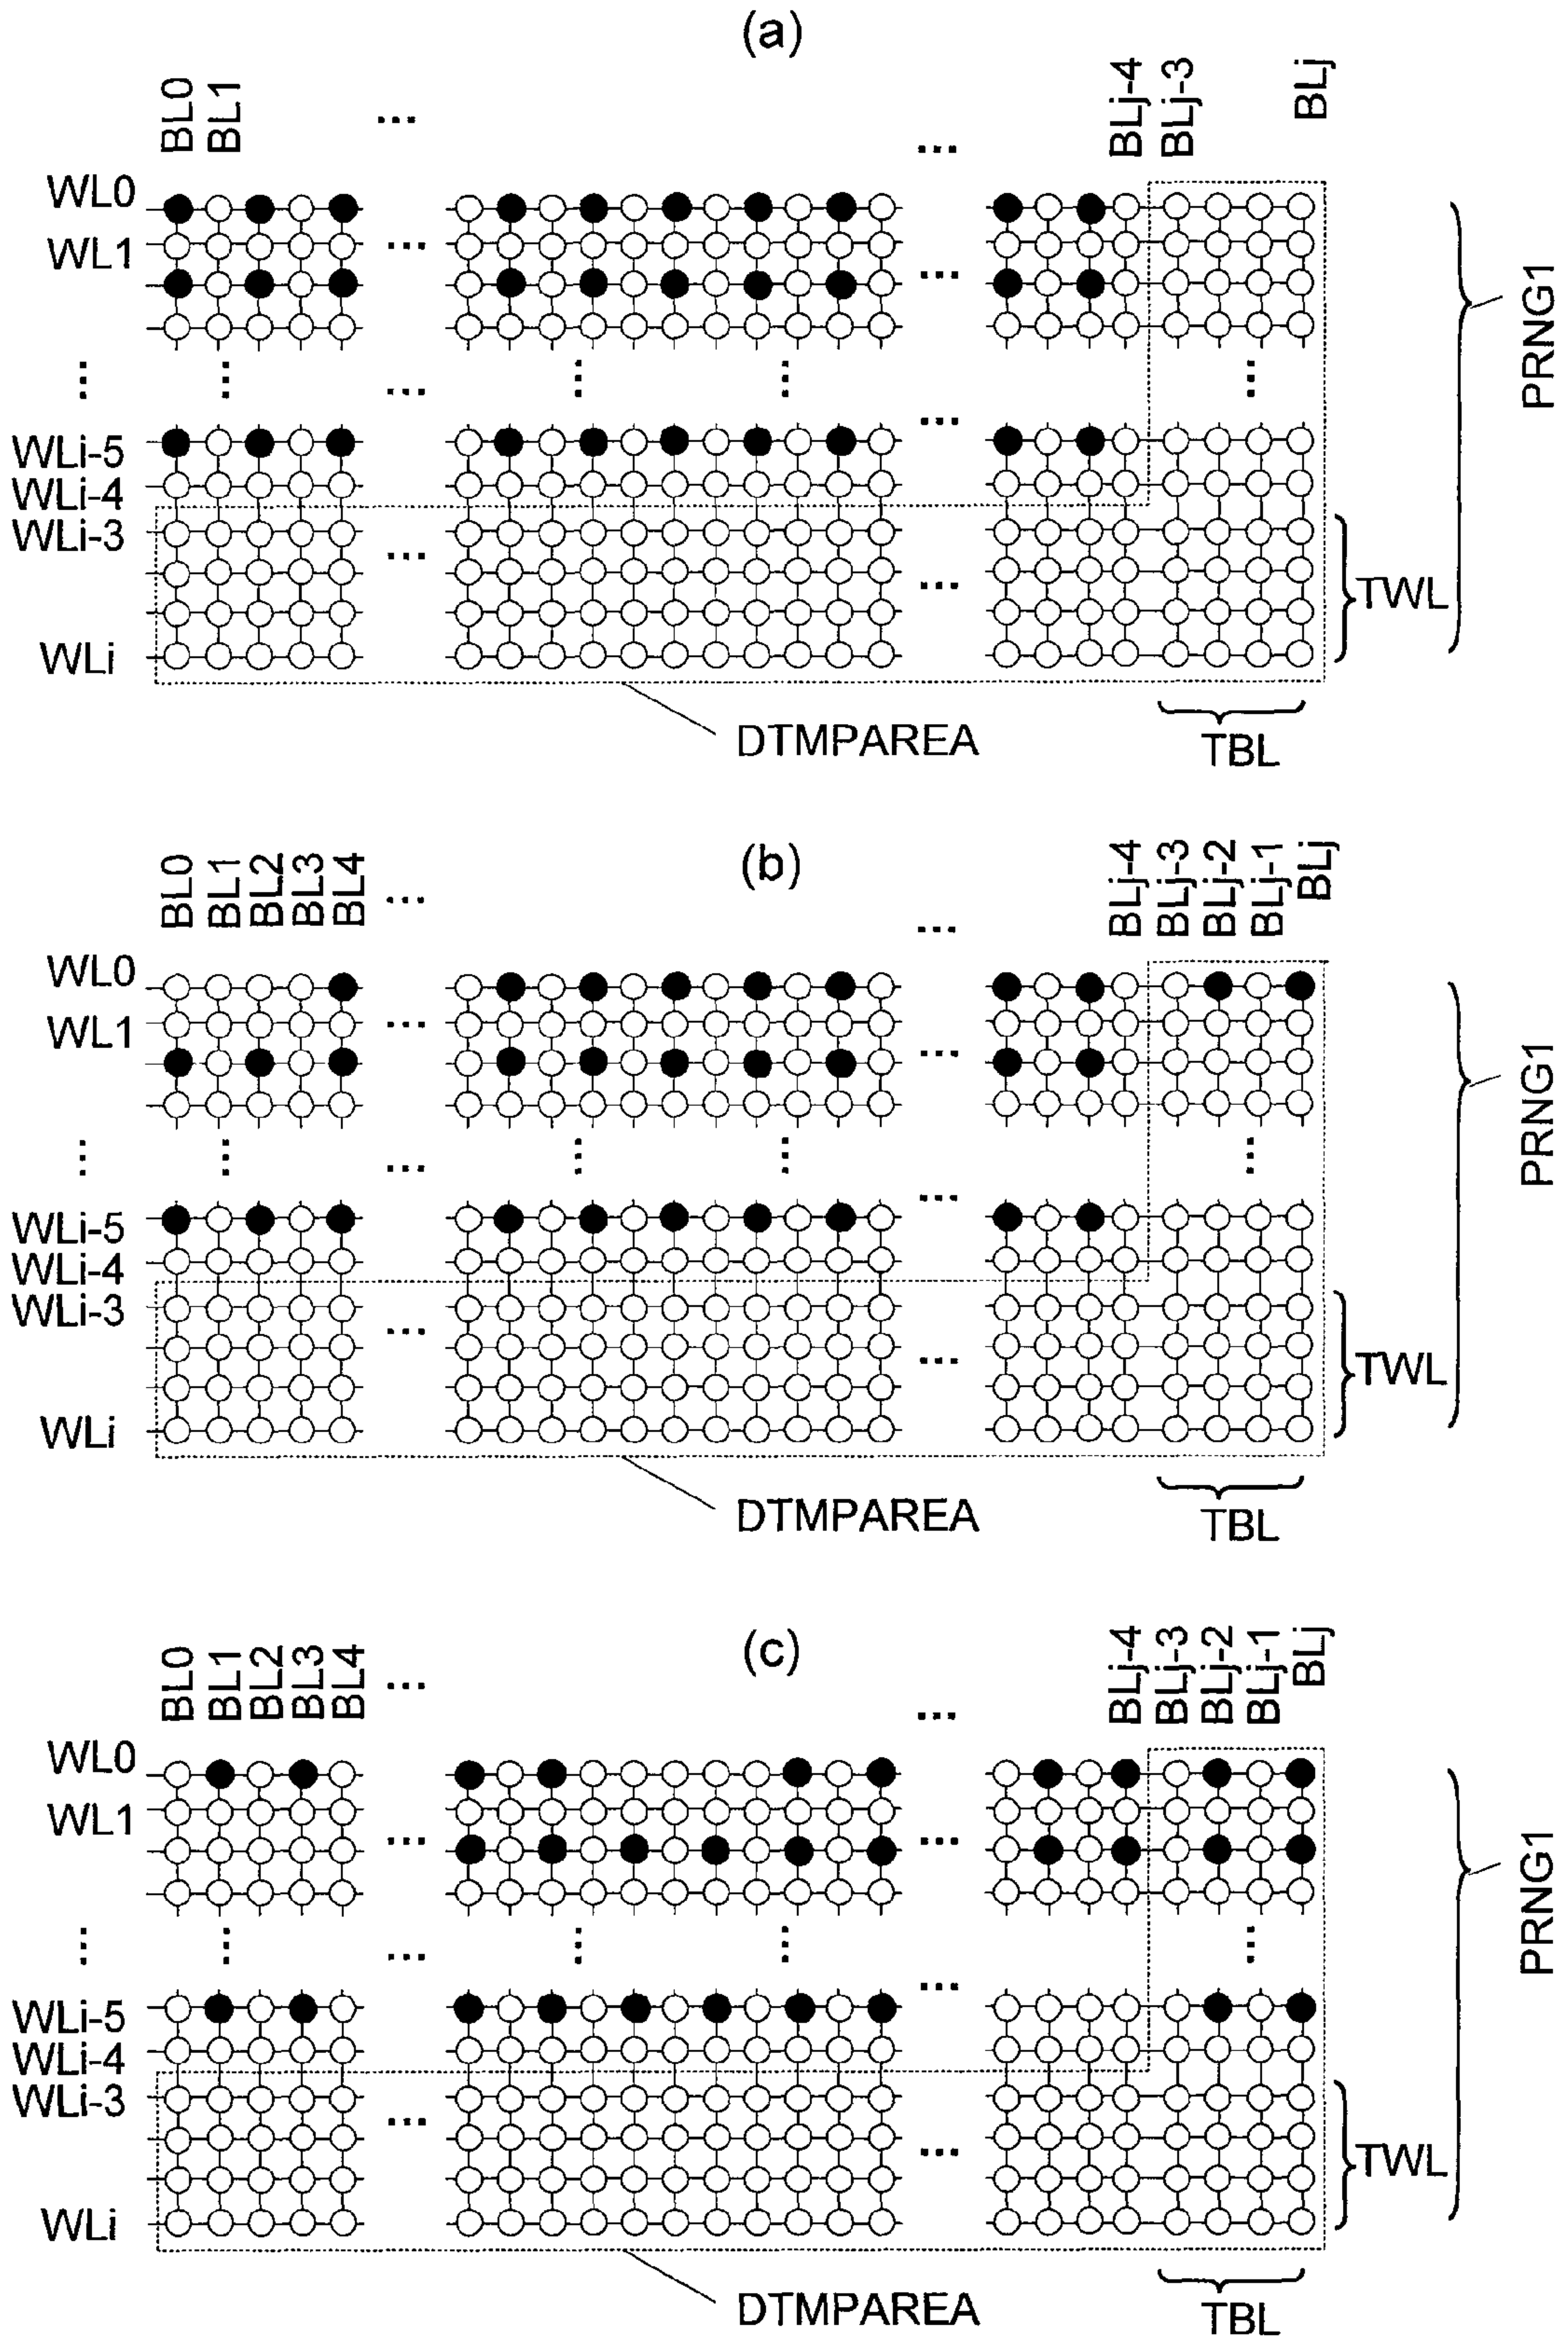 (a)
BL0
BL1
...
...
BLj-4
BLj-3
BLj
WL0
WL1
...
...
...
...
WLi-5
WLi-4
WLi-3
...
...
WLi
PRNG1
TWL
DTMPAREA
TBL
(b)
BL0
BL1
BL2
BL3
BL4
...
...
BLj-4
BLj-3
BLj-2
BLj-1
BLj
WL0
WL1
...
...
...
...
WLi-5
WLi-4
WLi-3
...
...
WLi
PRNG1
TWL
DTMPAREA
TBL
(c)
BL0
BL1
BL2
BL3
BL4
...
...
BLj-4
BLj-3
BLj-2
BLj-1
BLj
WL0
WL1
...
...
...
...
WLi-5
WLi-4
WLi-3
...
...
WLi
PRNG1
TWL
DTMPAREA
TBL